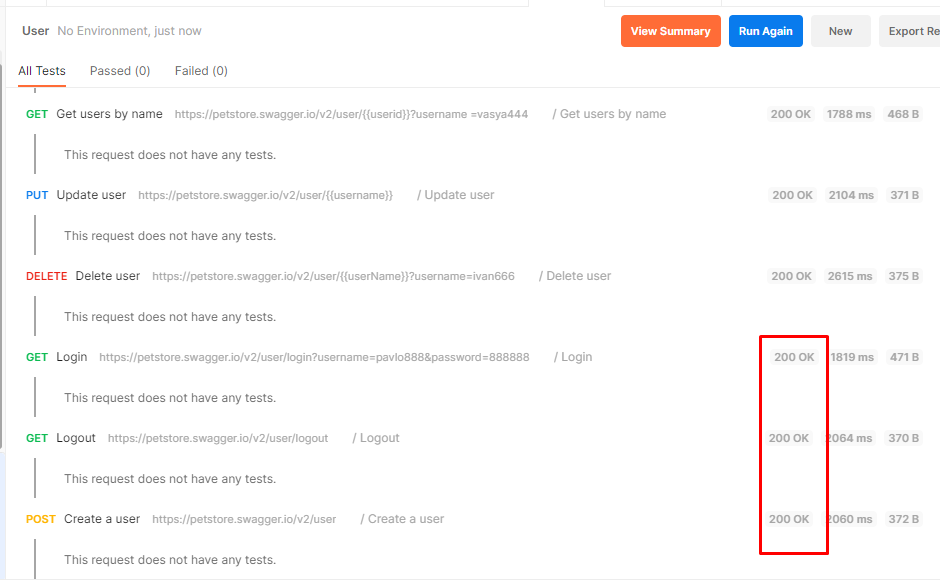 User No Environment, just now View Summary Run Again New Export Re
All Tests Passed (0) Failed (0)
GET Get users by name https://petstore.swagger.io/v2/user/{{userid}}?username =vasya444 / Get users by name 200 OK 1788 ms 468 B
This request does not have any tests.
PUT Update user https://petstore.swagger.io/v2/user/{{username}} / Update user 200 OK 2104 ms 371 B
This request does not have any tests.
DELETE Delete user https://petstore.swagger.io/v2/user/{{userName}}?username=ivan666 / Delete user 200 OK 2615 ms 375 B
This request does not have any tests.
GET Login https://petstore.swagger.io/v2/user/login?username=pavlo888&password=888888 / Login 200 OK 1819 ms 471 B
This request does not have any tests.
GET Logout https://petstore.swagger.io/v2/user/logout / Logout 200 OK 2064 ms 370 B
This request does not have any tests.
POST Create a user https://petstore.swagger.io/v2/user / Create a user 200 OK 2060 ms 372 B
This request does not have any tests.